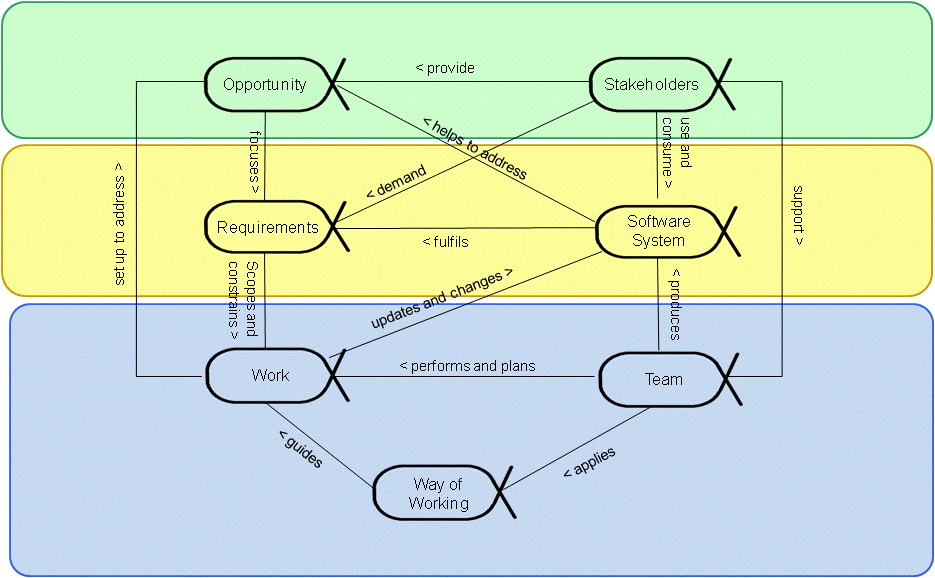 Opportunity
< provide
Stakeholders
< helps to address
use and
consume >
focuses >
< demand
set up to address >
support >
Requirements
< fulfils
Software
System
Scopes and
constrains >
updates and changes >
< produces
Work
< performs and plans
Team
< guides
< applies
Way of
Working